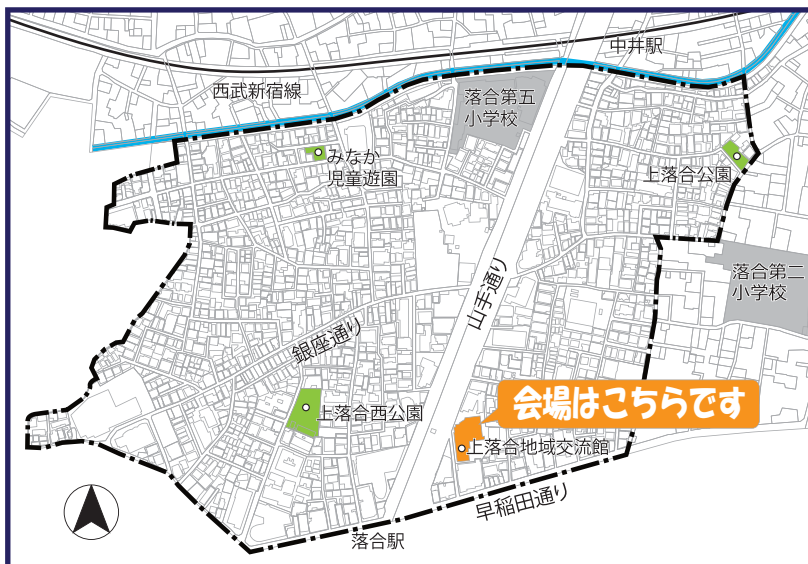 中井駅
西武新宿線
落合第五
小学校
みなか
児童遊園
上落合公園
落合第二
小学校
山手通り
銀座通り
会場はこちらです
上落合西公園
上落合地域交流館
早稲田通り
落合駅